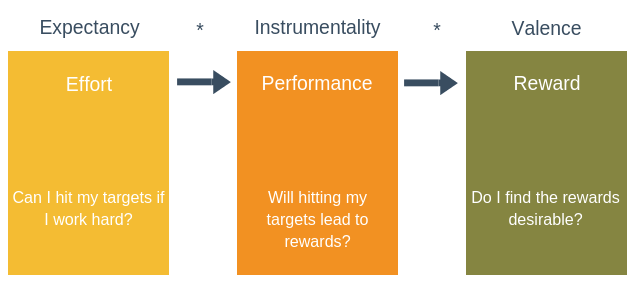 Expectancy * Instrumentality * Valence
Effort
Performance
Reward
Can I hit my targets if
I work hard?
Will hitting my
targets lead to
rewards?
Do I find the rewards
desirable?